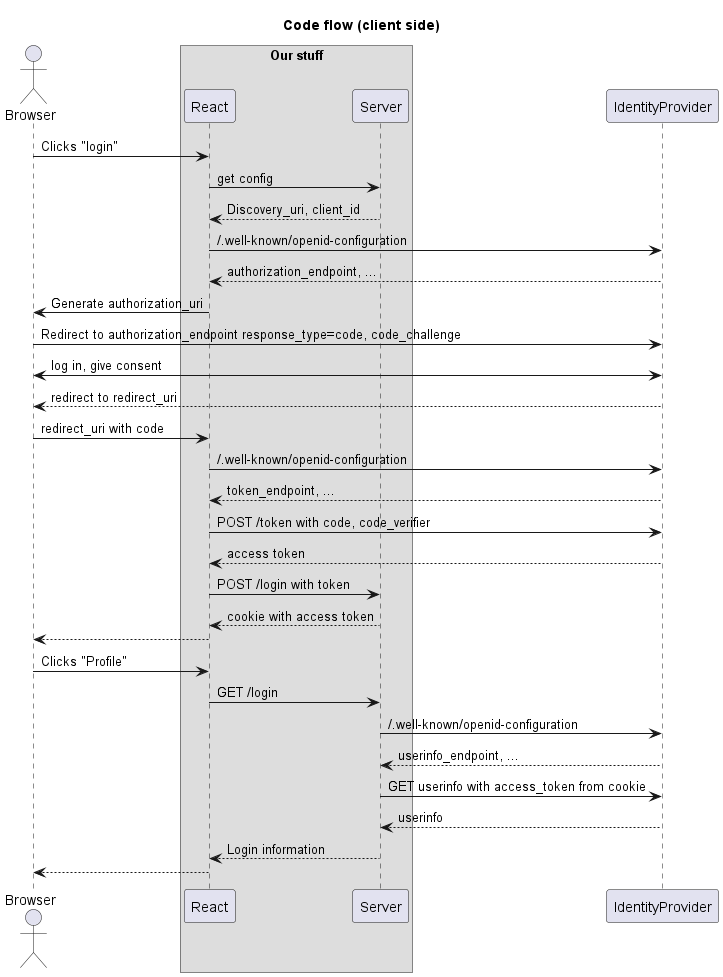 Code flow (client side)
Our stuff
Browser
React
Server
IdentityProvider
Clicks "login"
get config
Discovery_uri, client_id
/.well-known/openid-configuration
authorization_endpoint, ...
Generate authorization_uri
Redirect to authorization_endpoint response_type=code, code_challenge
log in, give consent
redirect to redirect_uri
redirect_uri with code
/.well-known/openid-configuration
token_endpoint, ...
POST /token with code, code_verifier
access token
POST /login with token
cookie with access token
Clicks "Profile"
GET /login
/.well-known/openid-configuration
userinfo_endpoint, ...
GET userinfo with access_token from cookie
userinfo
Login information
Browser
React
Server
IdentityProvider